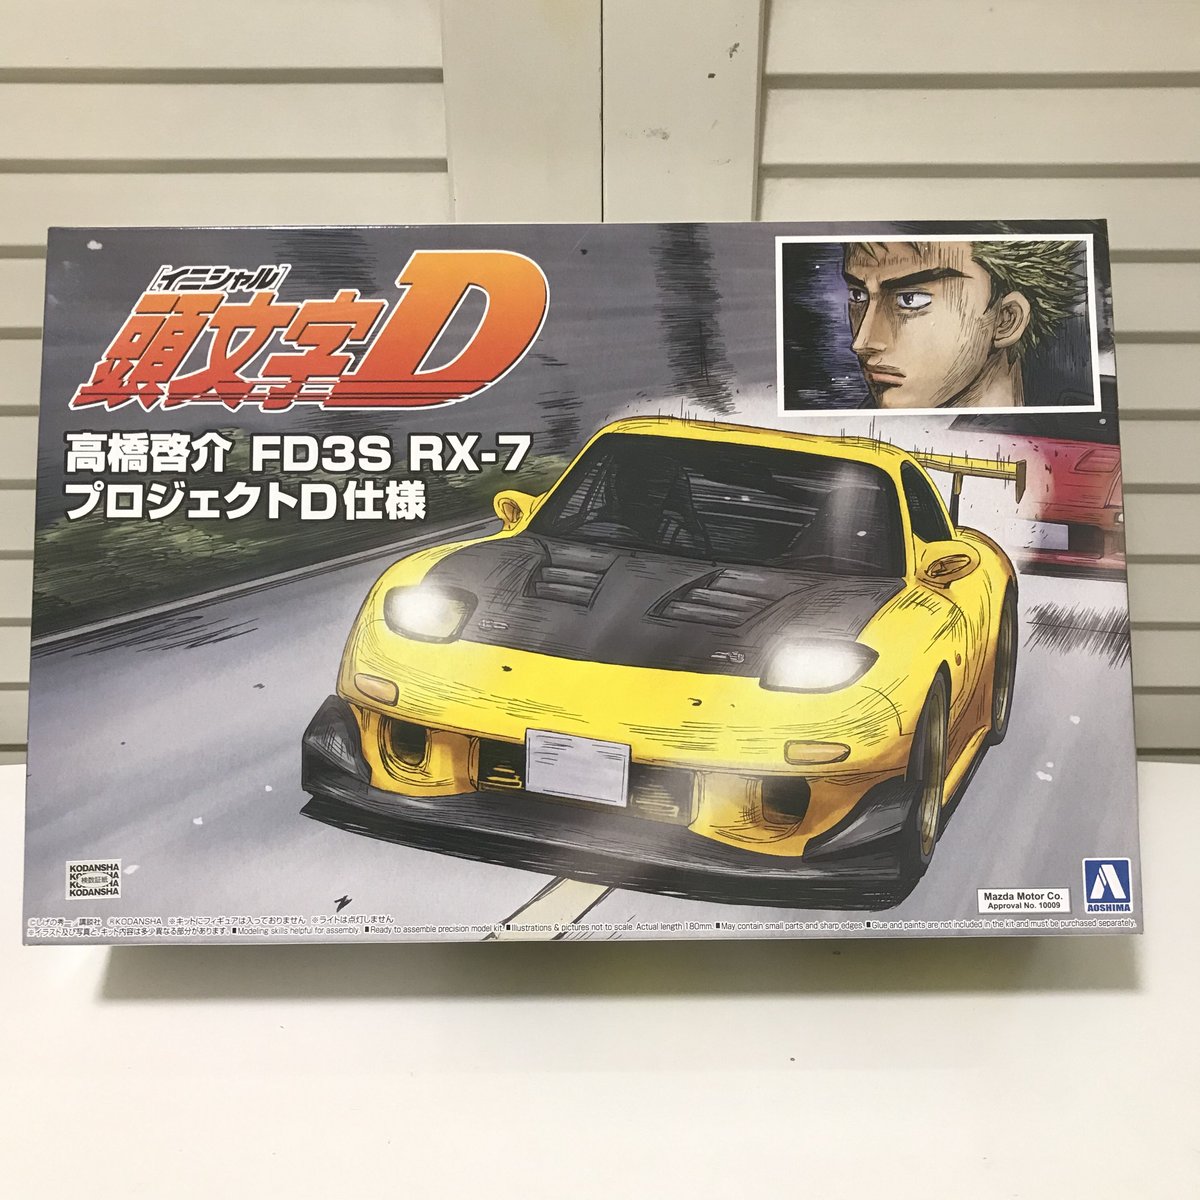 [イニシャル]
頭文字D
高橋啓介 FD3S RX-7
プロジェクトD仕様
KODANSHA
検数証紙
KODANSHA
Mazda Motor Co.
Approval No. 10009
AOSHIMA
©しげの秀一/講談社 ®KODANSHA ※キットにフィギュアは入っておりません ※ライトは点灯しません
※イラスト及び写真と、キット内容は多少異なる部分があります。■Modeling skills helpful for assembly. ■Ready to assemble precision model kit. ■Illustrations & pictures not to scale. Actual length 180mm. ■May contain small parts and sharp edges. ■Glue and paints are not included in the kit and must be purchased separately.